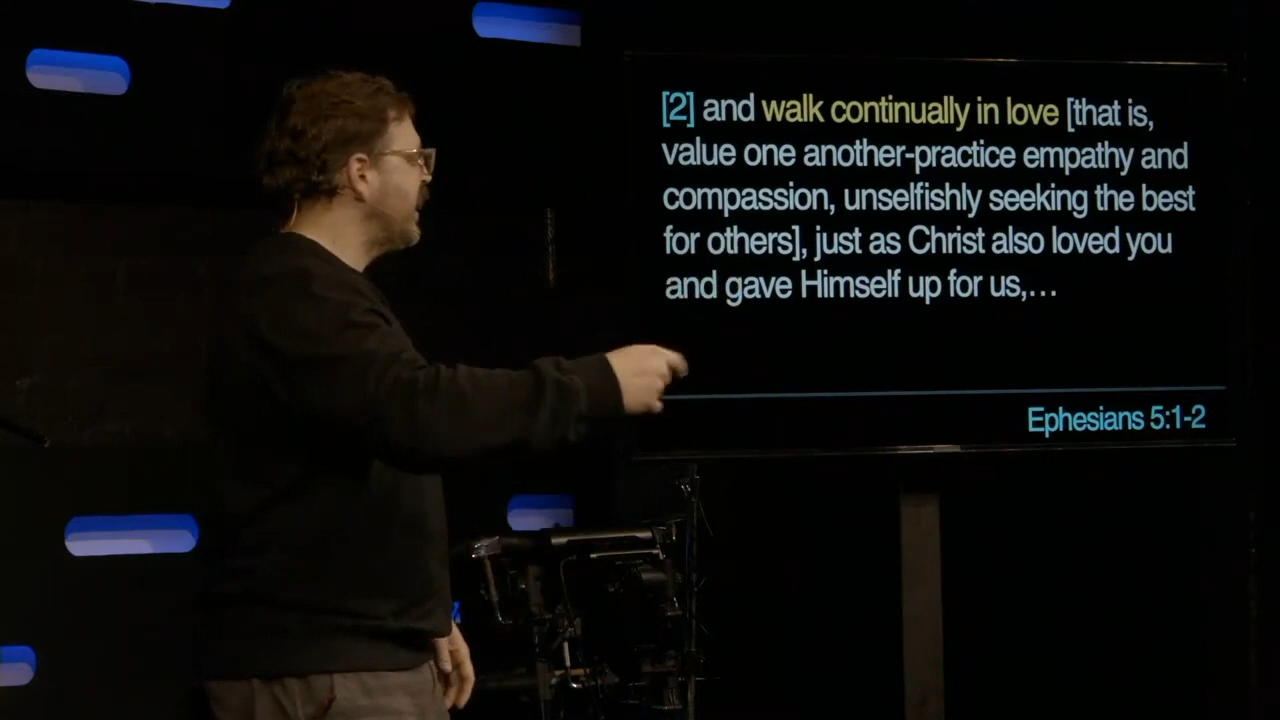 [2] and walk continually in love [that is,
value one another-practice empathy and
compassion, unselfishly seeking the best
for others], just as Christ also loved you
and gave Himself up for us,...
Ephesians 5:1-2